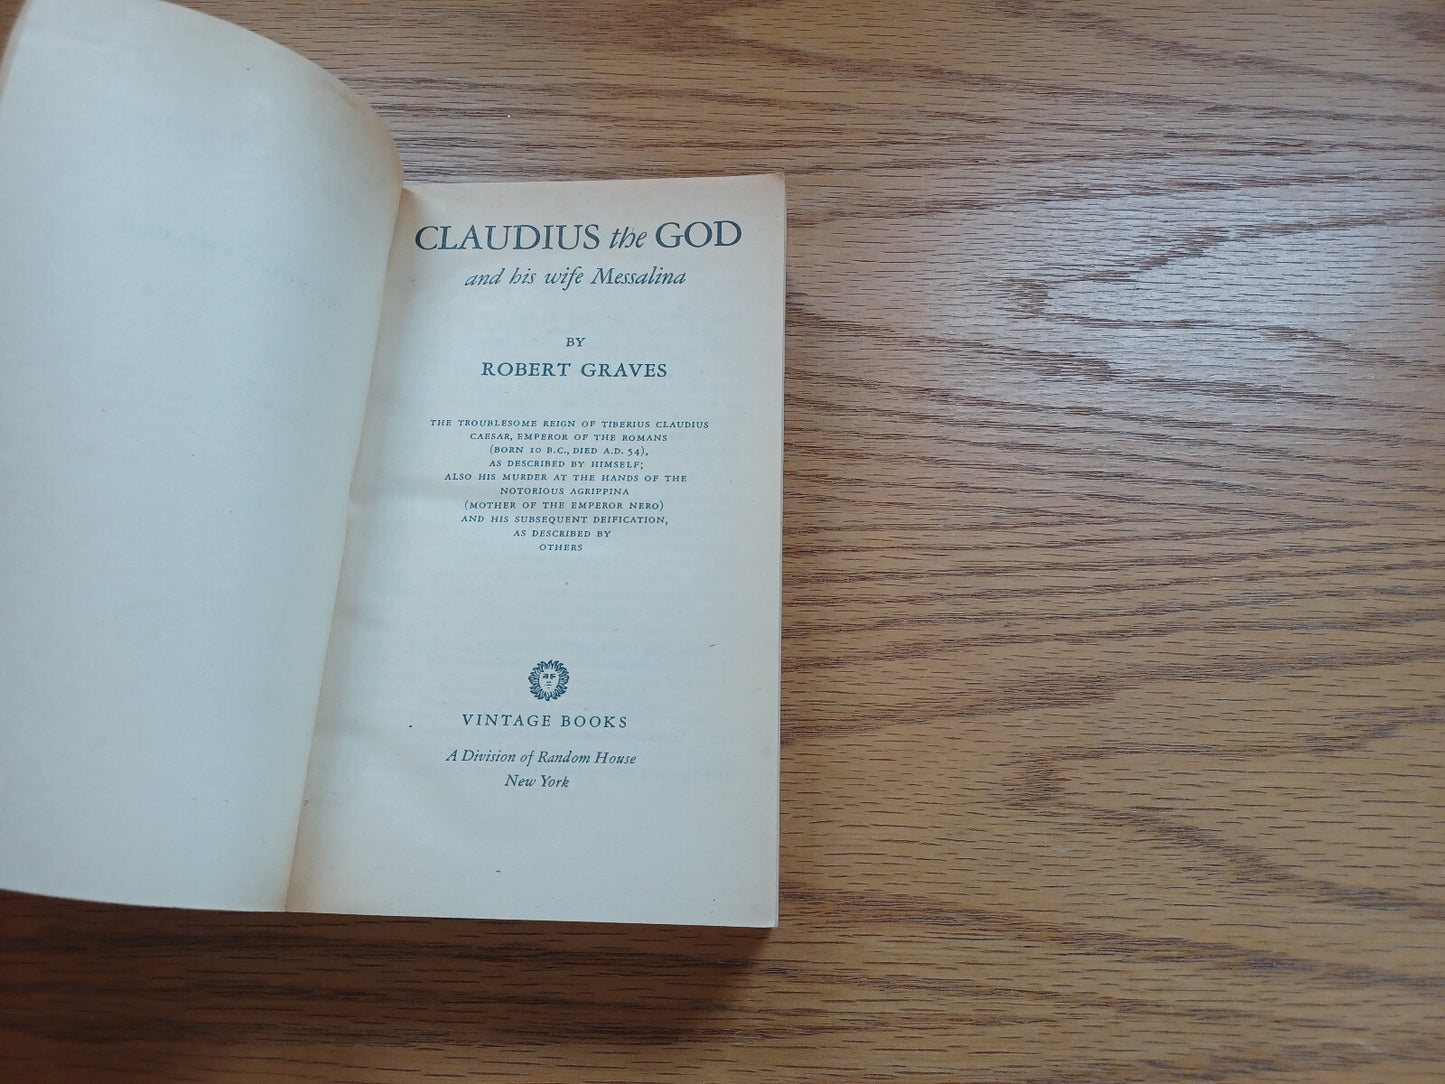 CLAUDIUS the GOD
and his wife Messalina
BY
ROBERT GRAVES
THE TROUBLESOME REIGN OF TIBERIUS CLAUDIUS
CAESAR, EMPEROR OF THE ROMANS
(BORN 10 B.C., DIED A.D. 54),
AS DESCRIBED BY HIMSELF;
ALSO HIS MURDER AT THE HANDS OF THE
NOTORIOUS AGRIPPINA
(MOTHER OF THE EMPEROR NERO)
AND HIS SUBSEQUENT DEIFICATION,
AS DESCRIBED BY
OTHERS
VINTAGE BOOKS
A Division of Random House
New York